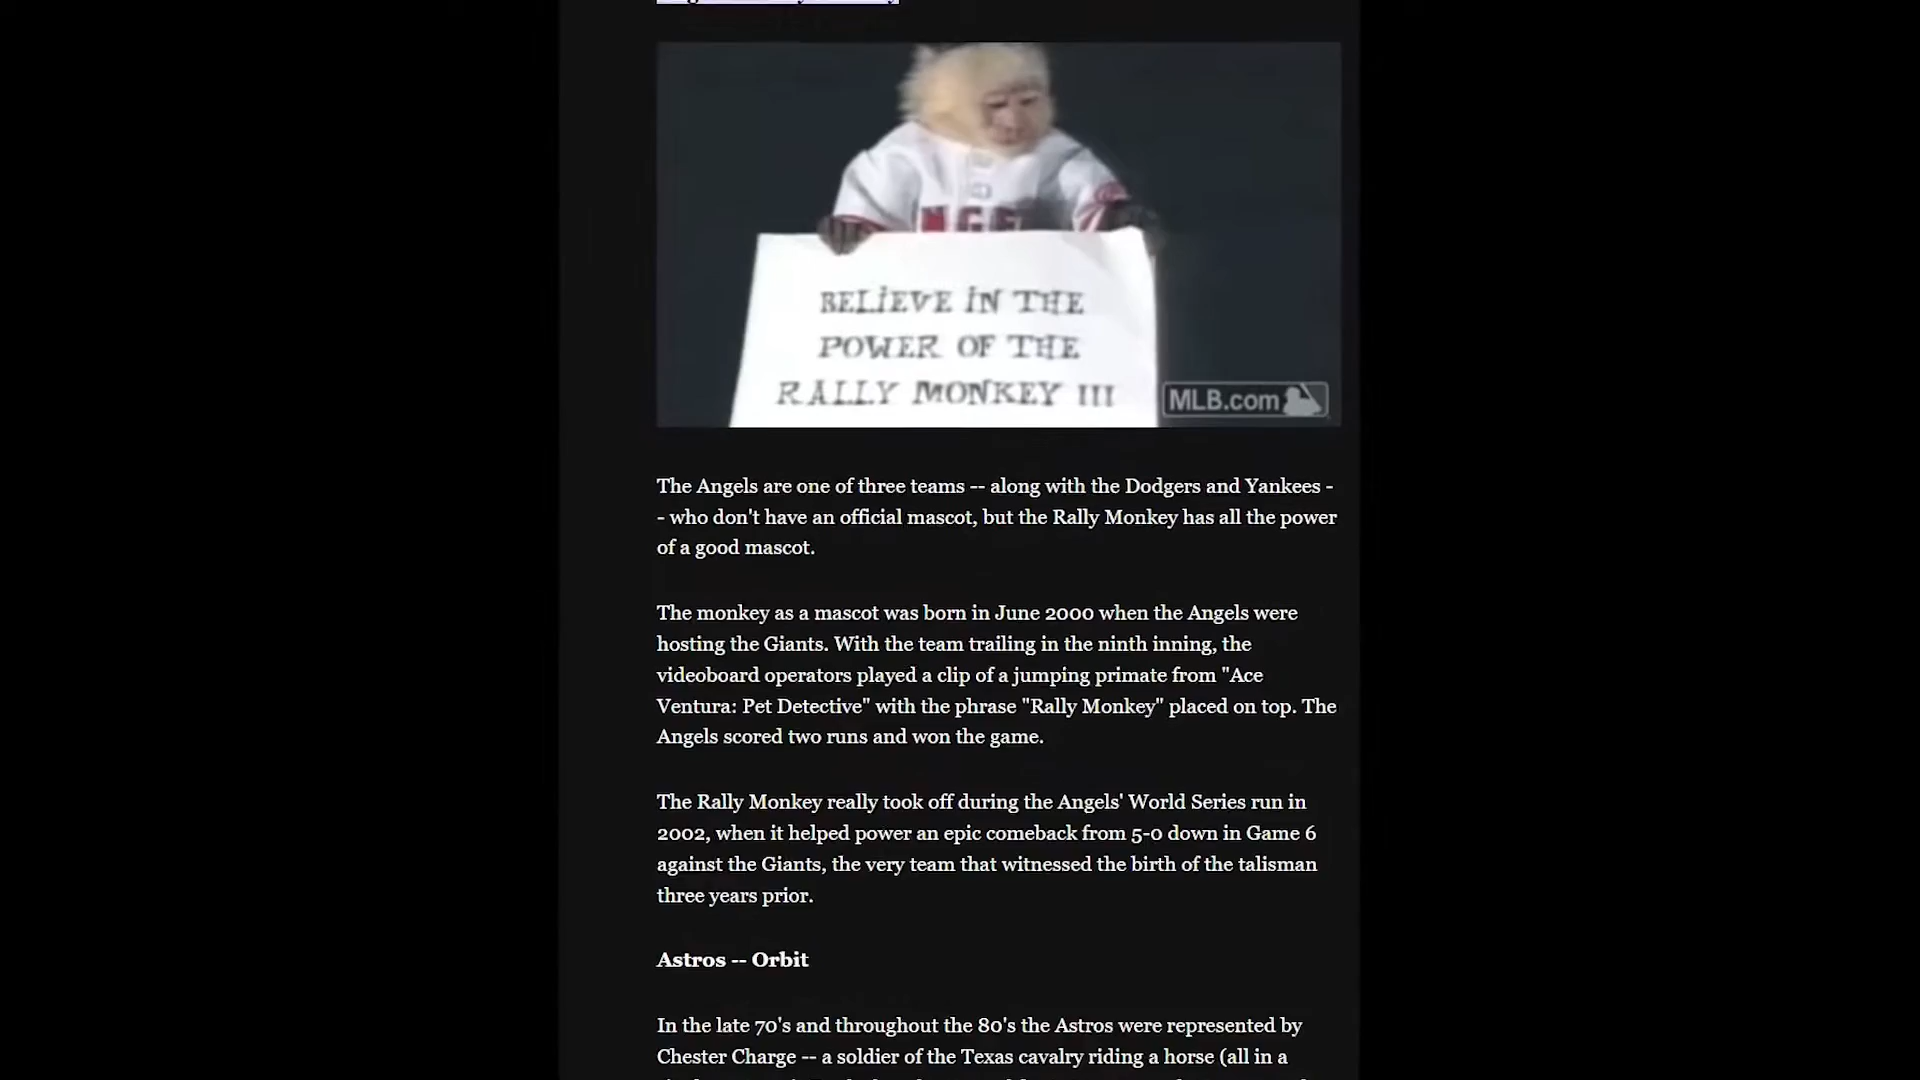 NGE
BELIEVE IN THE
POWER OF THE
RALLY MONKEY !!!
MLB.com
The Angels are one of three teams -- along with the Dodgers and Yankees -
- who don't have an official mascot, but the Rally Monkey has all the power
of a good mascot.
The monkey as a mascot was born in June 2000 when the Angels were
hosting the Giants. With the team trailing in the ninth inning, the
videoboard operators played a clip of a jumping primate from "Ace
Ventura: Pet Detective" with the phrase "Rally Monkey" placed on top. The
Angels scored two runs and won the game.
The Rally Monkey really took off during the Angels' World Series run in
2002, when it helped power an epic comeback from 5-0 down in Game 6
against the Giants, the very team that witnessed the birth of the talisman
three years prior.
Astros -- Orbit
In the late 70's and throughout the 80's the Astros were represented by
Chester Charge -- a soldier of the Texas cavalry riding a horse (all in a